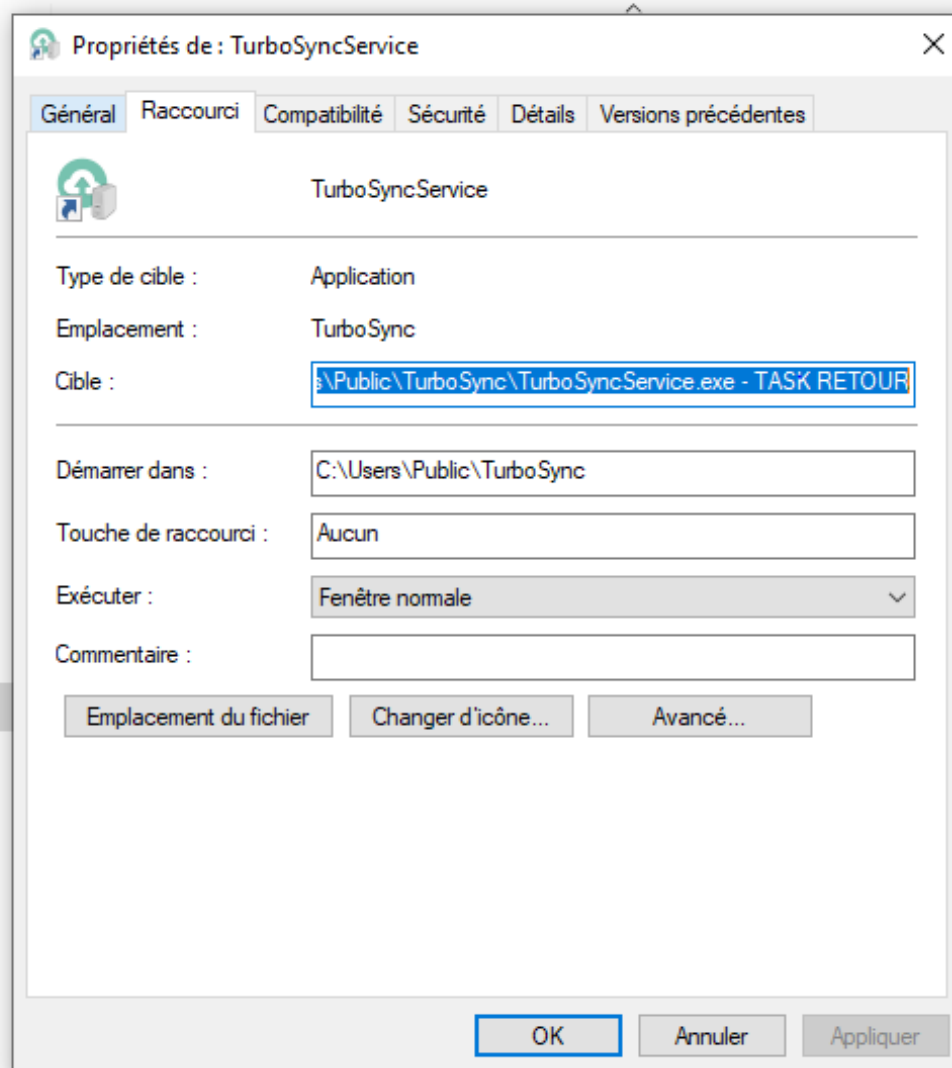 Propriétés de : TurboSyncService
Général Raccourci Compatibilité Sécurité Détails Versions précédentes
TurboSyncService
Type de cible : Application
Emplacement : TurboSync
Cible : s\Public\TurboSync\TurboSyncService.exe - TASK RETOUR
Démarrer dans : C:\Users\Public\TurboSync
Touche de raccourci : Aucun
Exécuter : Fenêtre normale
Commentaire :
Emplacement du fichier Changer d'icône... Avancé...
OK Annuler Appliquer